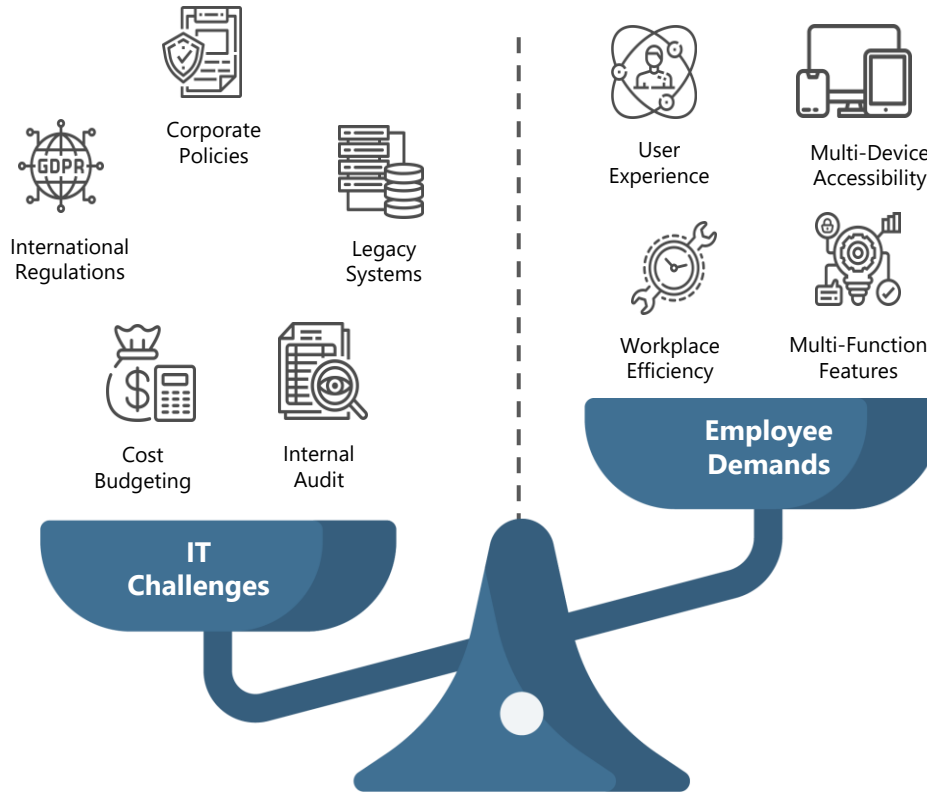 Corporate
Policies
GDPR
International
Regulations
Legacy
Systems
$
Cost
Budgeting
Internal
Audit
User
Experience
Multi-Device
Accessibility
Workplace
Efficiency
Multi-Function
Features
Employee
Demands
IT
Challenges